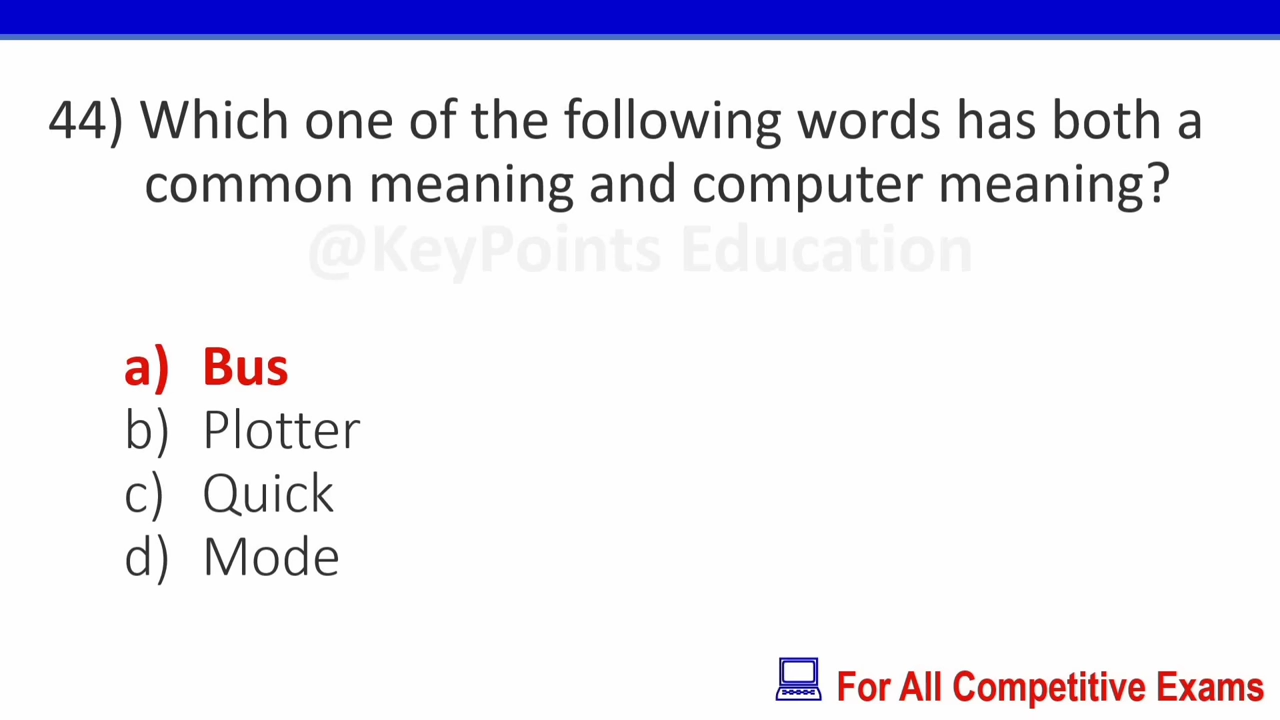 44) Which one of the following words has both a
common meaning and computer meaning?
@KeyPoints Education
a) Bus
b) Plotter
c) Quick
d) Mode
For All Competitive Exams